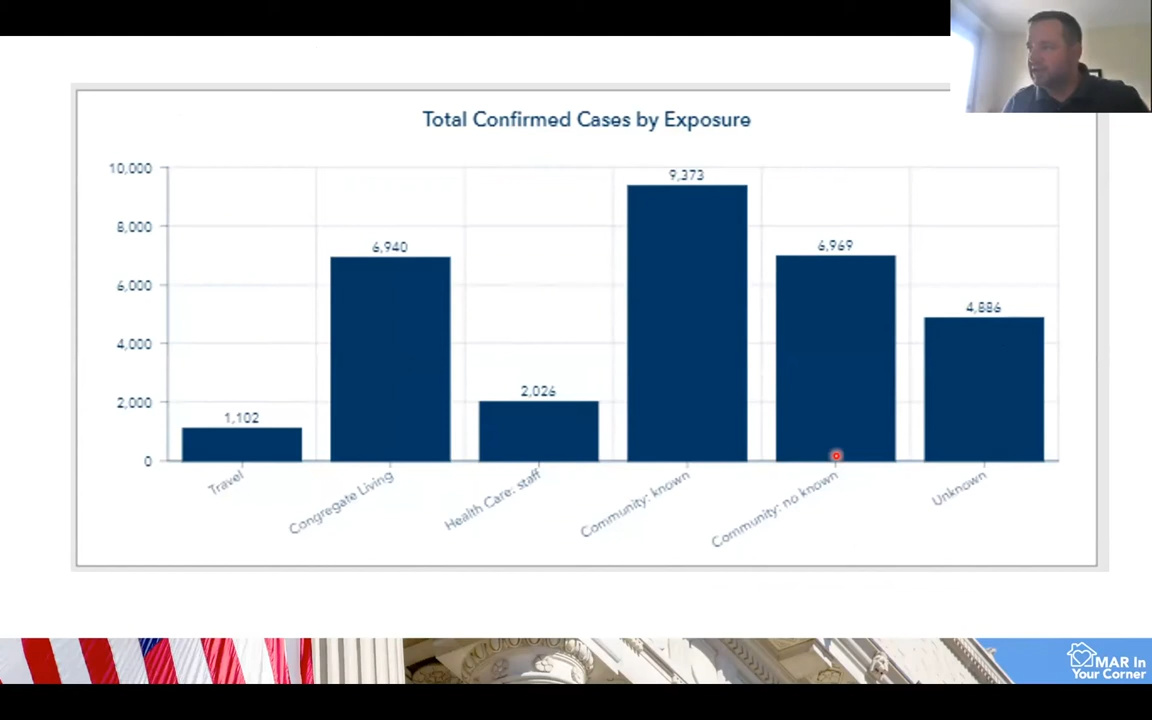 Total Confirmed Cases by Exposure
10,000
8,000
6,000
4,000
2,000
0
1,102
6,940
2,026
9,373
6,969
4,886
Travel
Congregate Living
Health Care: staff
Community: known
Community: no known
Unknown
MAR In
Your Corner